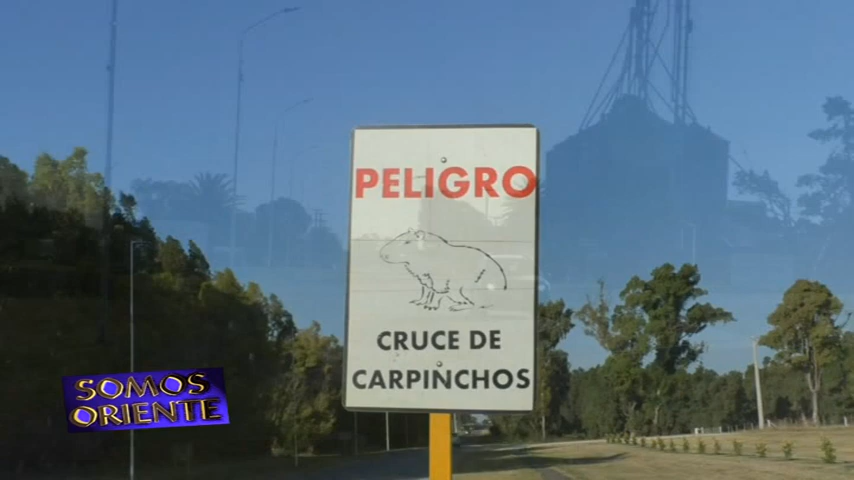 PELIGRO
CRUCE DE
CARPINCHOS
SOMOS
ORIENTE